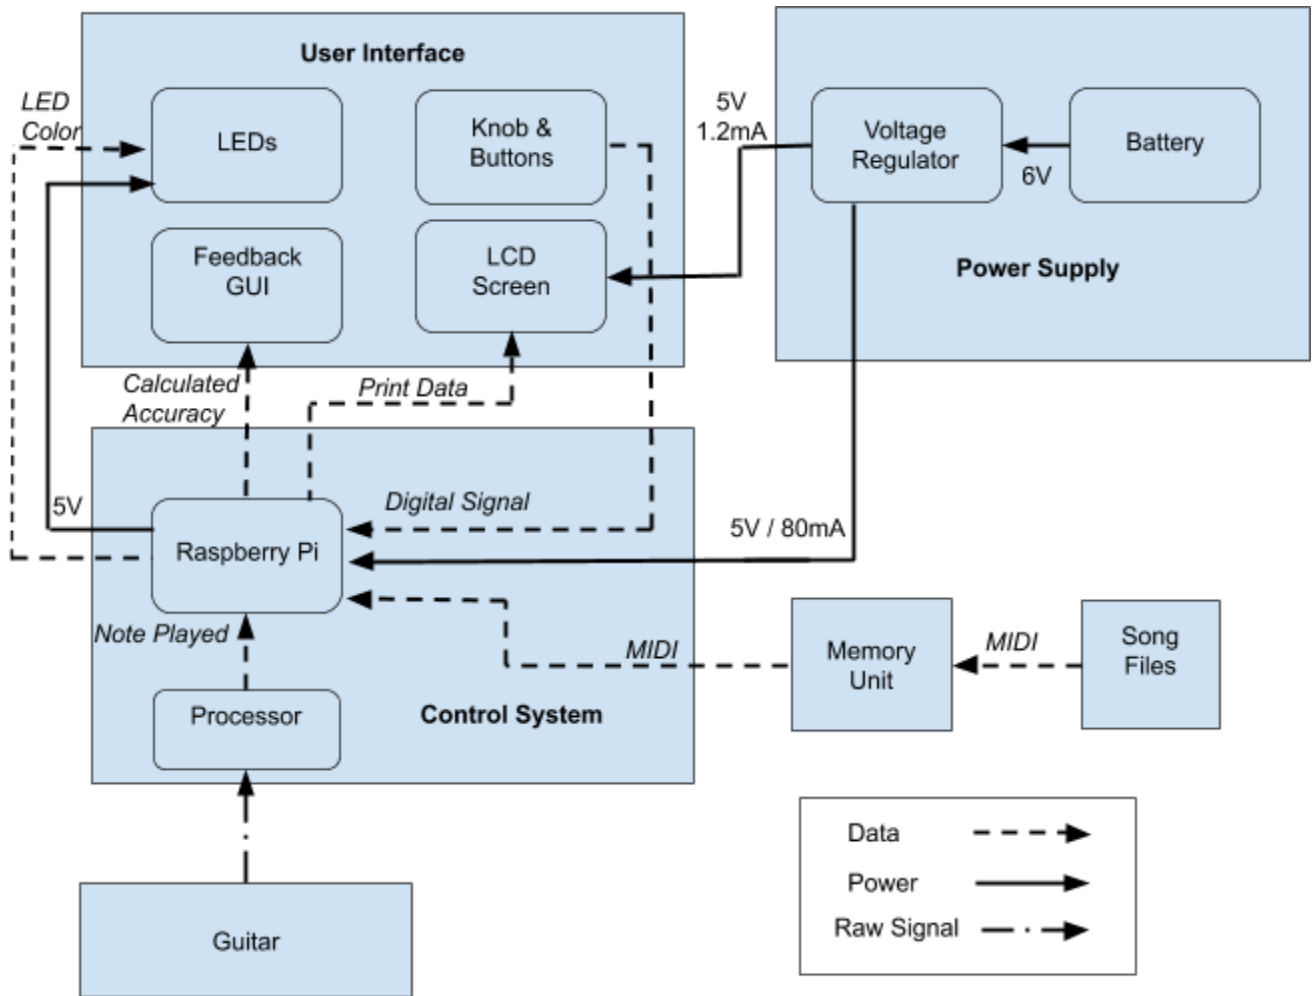 User Interface
LED
Color
LEDs
Knob &
Buttons
5V
1.2mA
Voltage
Regulator
6V
Battery
Feedback
GUI
LCD
Screen
Power Supply
Calculated
Accuracy
Print Data
5V
Digital Signal
5V / 80mA
Raspberry Pi
Note Played
MIDI
Memory
Unit
MIDI
Song
Files
Processor
Control System
Data
Power
Raw Signal
Guitar